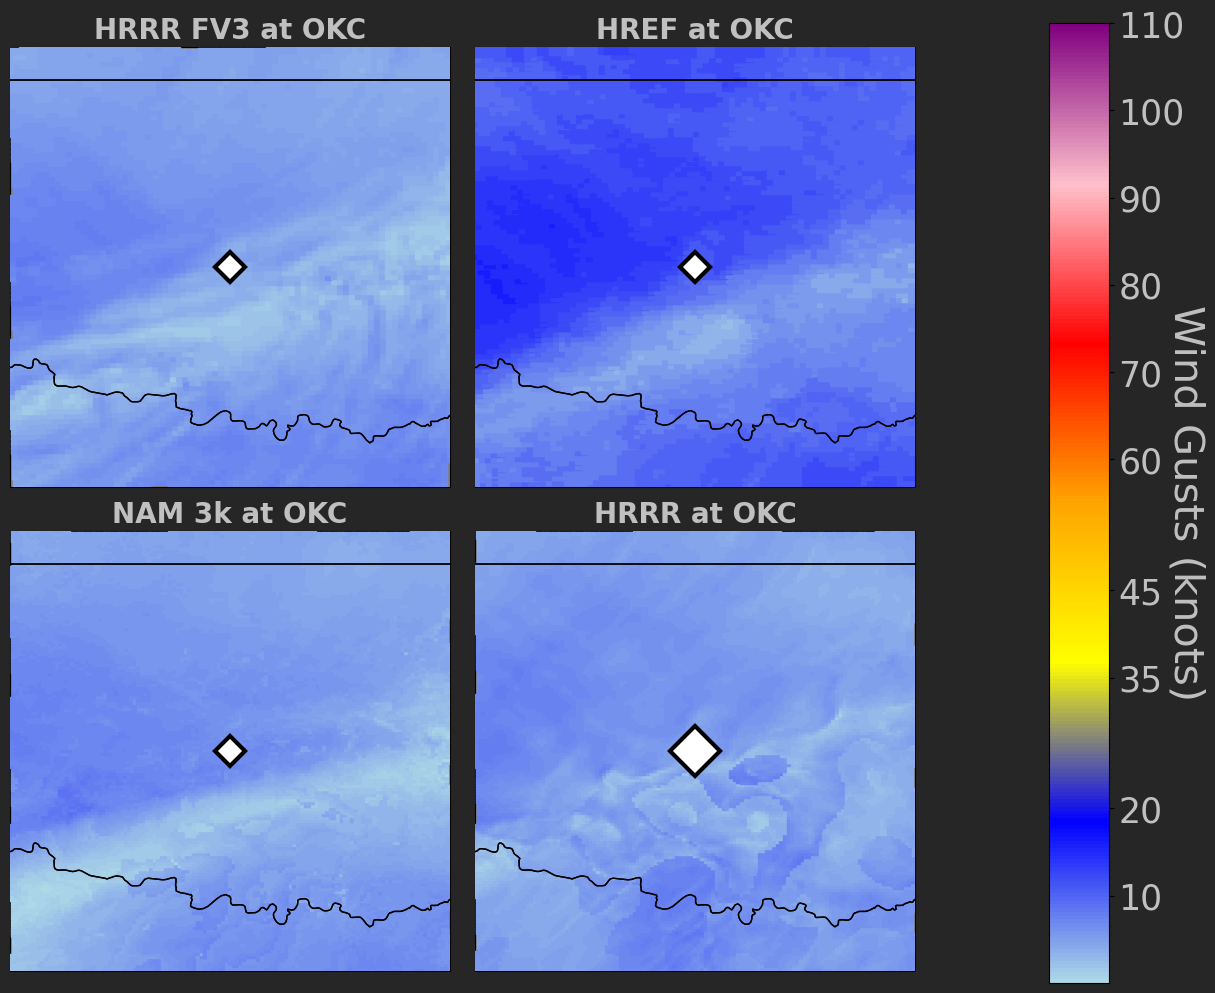 HRRR FV3 at OKC
HREF at OKC
NAM 3k at OKC
HRRR at OKC
110
100
90
80
70
60
45
35
20
10
Wind Gusts (knots)